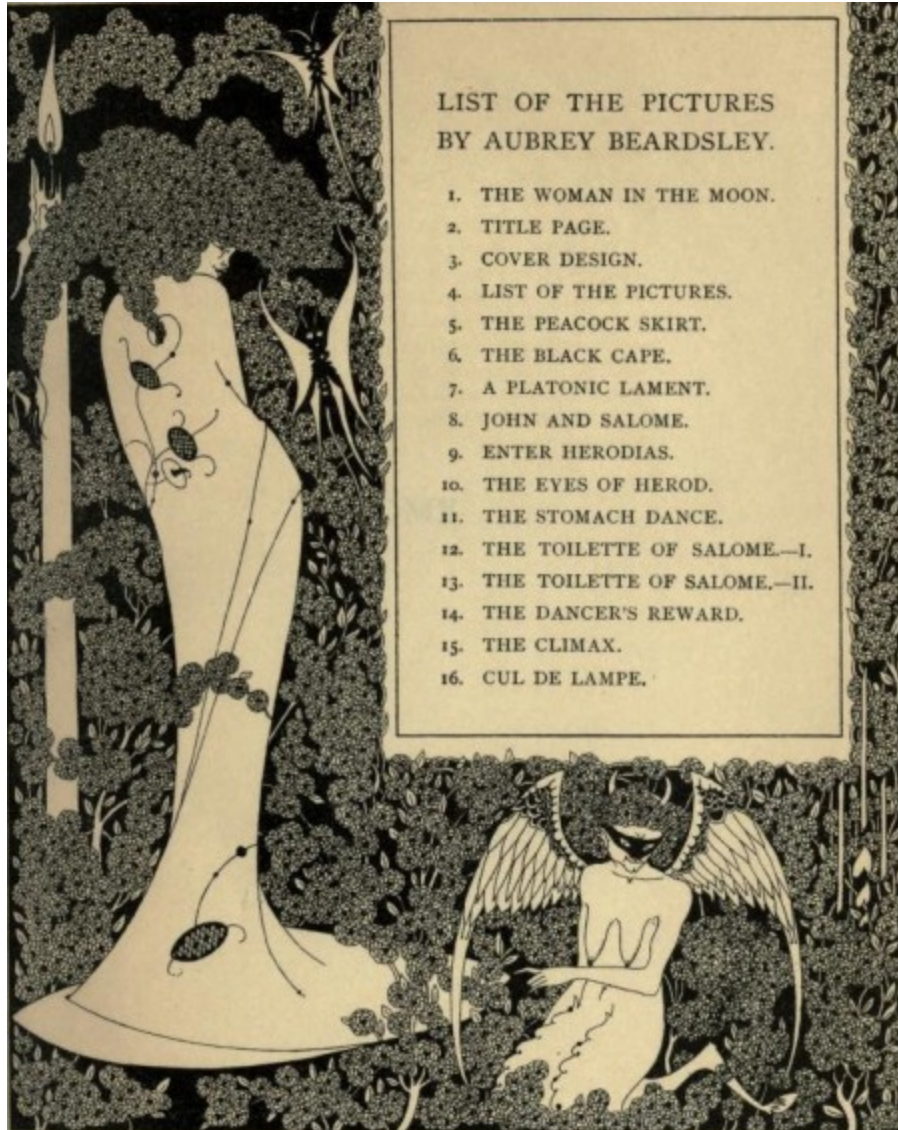 LIST OF THE PICTURES
BY AUBREY BEARDSLEY.
1. THE WOMAN IN THE MOON.
2. TITLE PAGE.
3. COVER DESIGN.
4. LIST OF THE PICTURES.
5. THE PEACOCK SKIRT.
6. THE BLACK CAPE.
7. A PLATONIC LAMENT.
8. JOHN AND SALOME.
9. ENTER HERODIAS.
10. THE EYES OF HEROD.
11. THE STOMACH DANCE.
12. THE TOILETTE OF SALOME.—I.
13. THE TOILETTE OF SALOME.—II.
14. THE DANCER'S REWARD.
15. THE CLIMAX.
16. CUL DE LAMPE.